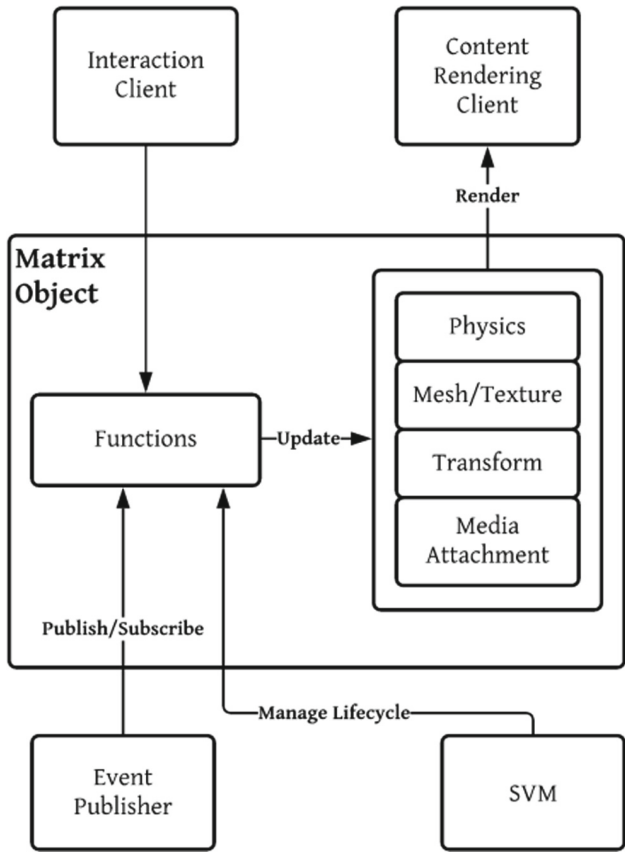 Interaction
Client
Content
Rendering
Client
Render
Matrix
Object
Physics
Mesh/Texture
Functions
Update
Transform
Media
Attachment
Publish/Subscribe
Manage Lifecycle
Event
Publisher
SVM